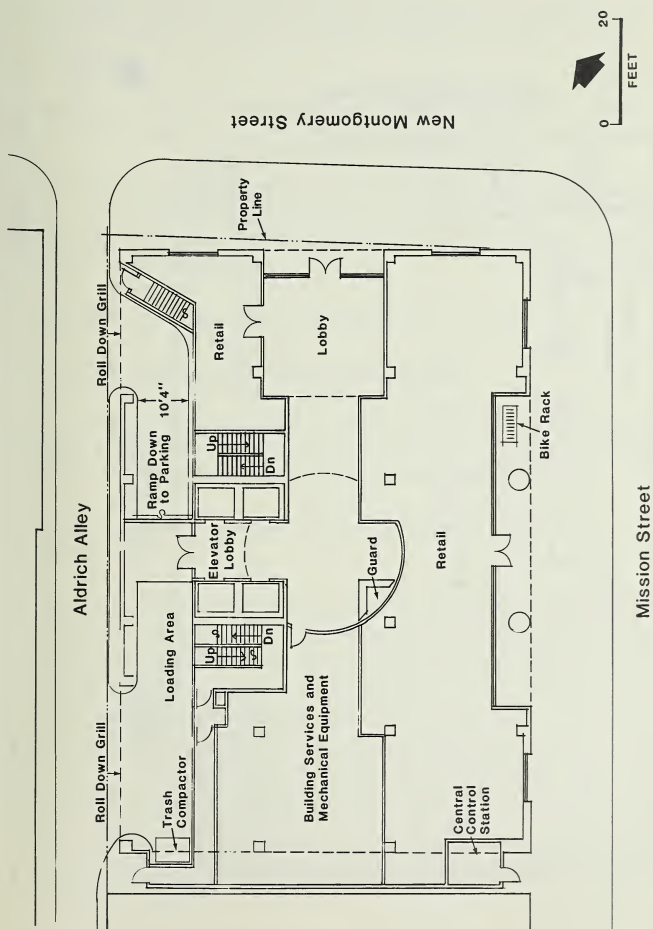 Aldrich Alley
Roll Down Grill
Roll Down Grill
Trash
Compactor
Loading Area
Ramp Down
to Parking
10'4"
Property
Line
New Montgomery Street
Up
Dn
Elevator
Lobby
Up
Dn
Retail
Lobby
Building Services and
Mechanical Equipment
Guard
Retail
Central
Control
Station
Bike Rack
Mission Street
0
20
FEET